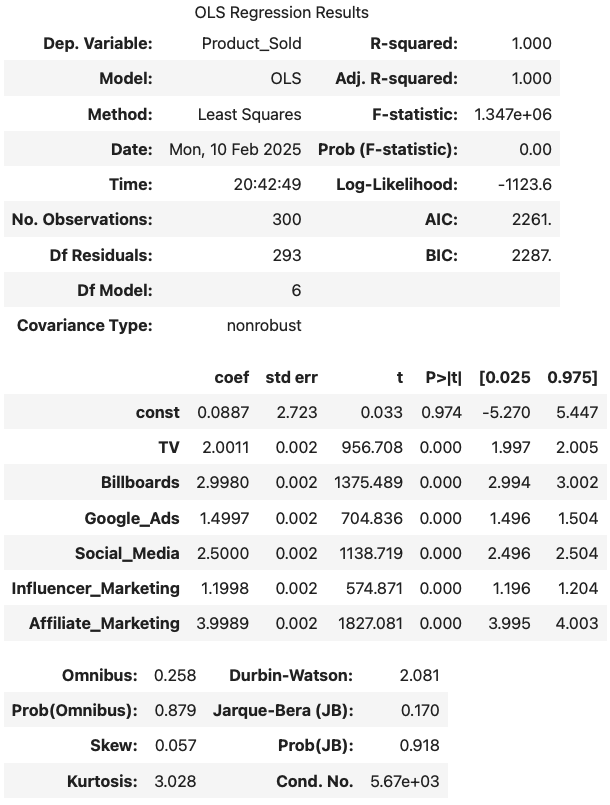 OLS Regression Results
Dep. Variable: Product_Sold R-squared: 1.000
Model: OLS Adj. R-squared: 1.000
Method: Least Squares F-statistic: 1.347e+06
Date: Mon, 10 Feb 2025 Prob (F-statistic): 0.00
Time: 20:42:49 Log-Likelihood: -1123.6
No. Observations: 300 AIC: 2261.
Df Residuals: 293 BIC: 2287.
Df Model: 6
Covariance Type: nonrobust
coef std err t P>|t| [0.025 0.975]
const 0.0887 2.723 0.033 0.974 -5.270 5.447
TV 2.0011 0.002 956.708 0.000 1.997 2.005
Billboards 2.9980 0.002 1375.489 0.000 2.994 3.002
Google_Ads 1.4997 0.002 704.836 0.000 1.496 1.504
Social_Media 2.5000 0.002 1138.719 0.000 2.496 2.504
Influencer_Marketing 1.1998 0.002 574.871 0.000 1.196 1.204
Affiliate_Marketing 3.9989 0.002 1827.081 0.000 3.995 4.003
Omnibus: 0.258 Durbin-Watson: 2.081
Prob(Omnibus): 0.879 Jarque-Bera (JB): 0.170
Skew: 0.057 Prob(JB): 0.918
Kurtosis: 3.028 Cond. No. 5.67e+03